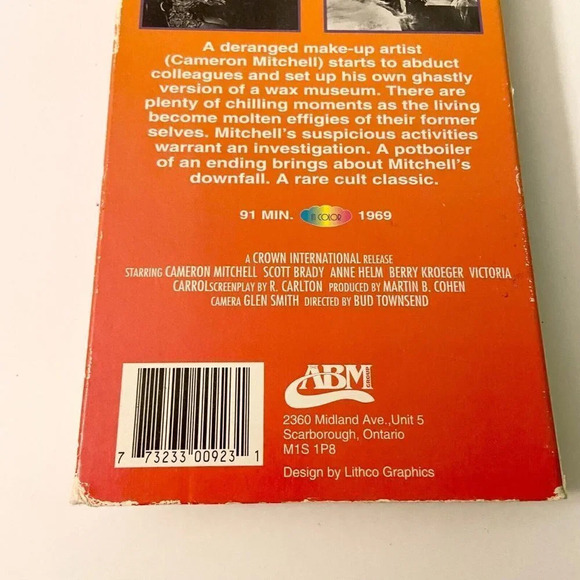 A deranged make-up artist
(Cameron Mitchell) starts to abduct
colleagues and set up his own ghastly
version of a wax museum. There are
plenty of chilling moments as the living
become molten effigies of their former
selves. Mitchell's suspicious activities
warrant an investigation. A potboiler
of an ending brings about Mitchell's
downfall. A rare cult classic.
91 MIN. IN COLOR 1969
A CROWN INTERNATIONAL RELEASE
STARRING CAMERON MITCHELL SCOTT BRADY ANNE HELM BERRY KROEGER VICTORIA
CARROLSCREENPLAY BY R. CARLTON PRODUCED BY MARTIN B. COHEN
CAMERA GLEN SMITH DIRECTED BY BUD TOWNSEND
ABM GROUP
2360 Midland Ave.,Unit 5
Scarborough, Ontario
M1S 1P8
Design by Lithco Graphics
7 73233 00923 1